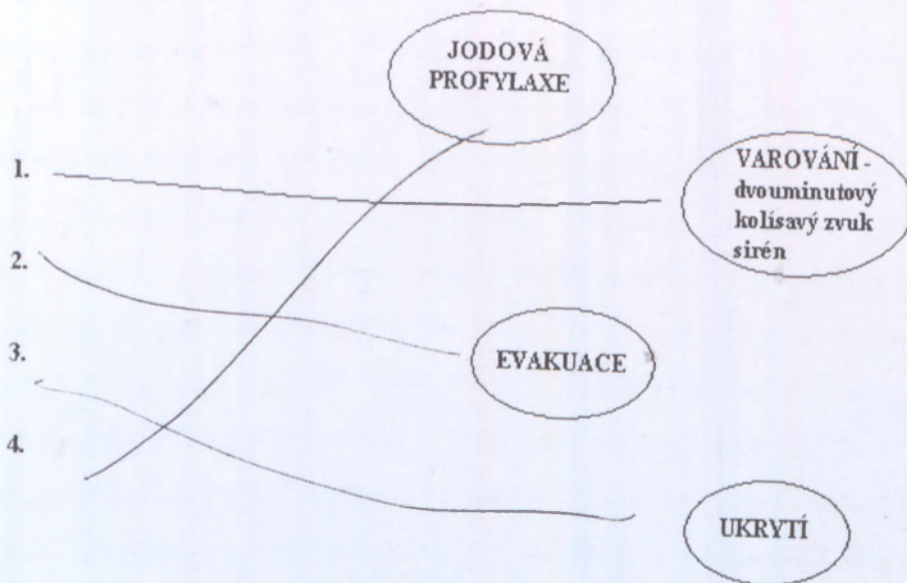 JODOVÁ
PROFYLAXE
1.
VAROVÁNÍ -
dvouminutový
kolísavý zvuk
sirén
2.
3.
EVAKUACE
4.
UKRYTÍ